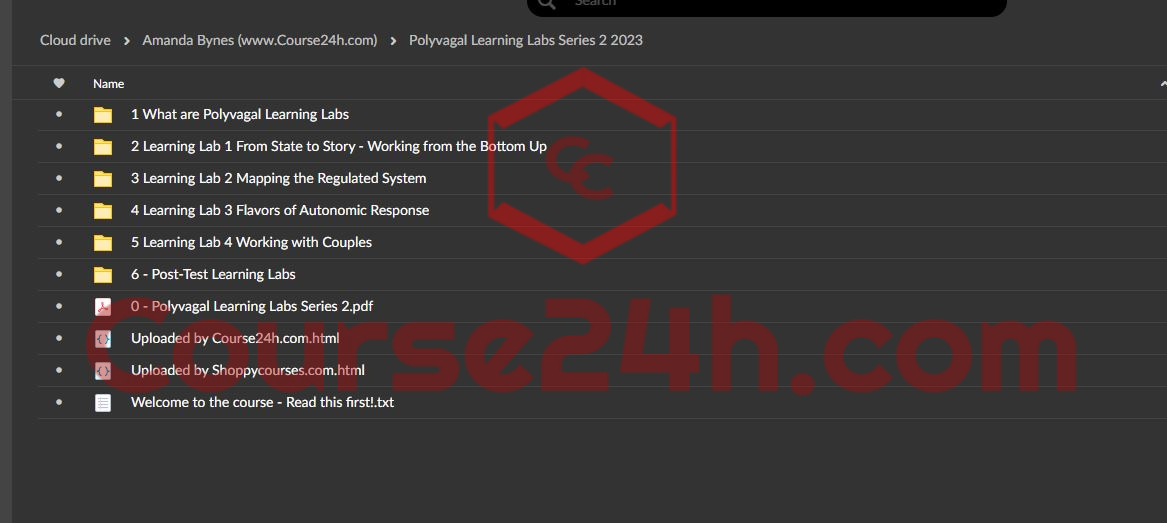 Search
Cloud drive > Amanda Bynes (www.Course24h.com) > Polyvagal Learning Labs Series 2 2023
Name
1 What are Polyvagal Learning Labs
2 Learning Lab 1 From State to Story - Working from the Bottom Up
3 Learning Lab 2 Mapping the Regulated System
4 Learning Lab 3 Flavors of Autonomic Response
5 Learning Lab 4 Working with Couples
6 - Post-Test Learning Labs
0 - Polyvagal Learning Labs Series 2.pdf
Uploaded by Course24h.com.html
Uploaded by Shoppycourses.com.html
Welcome to the course - Read this first!.txt
Course24h.com